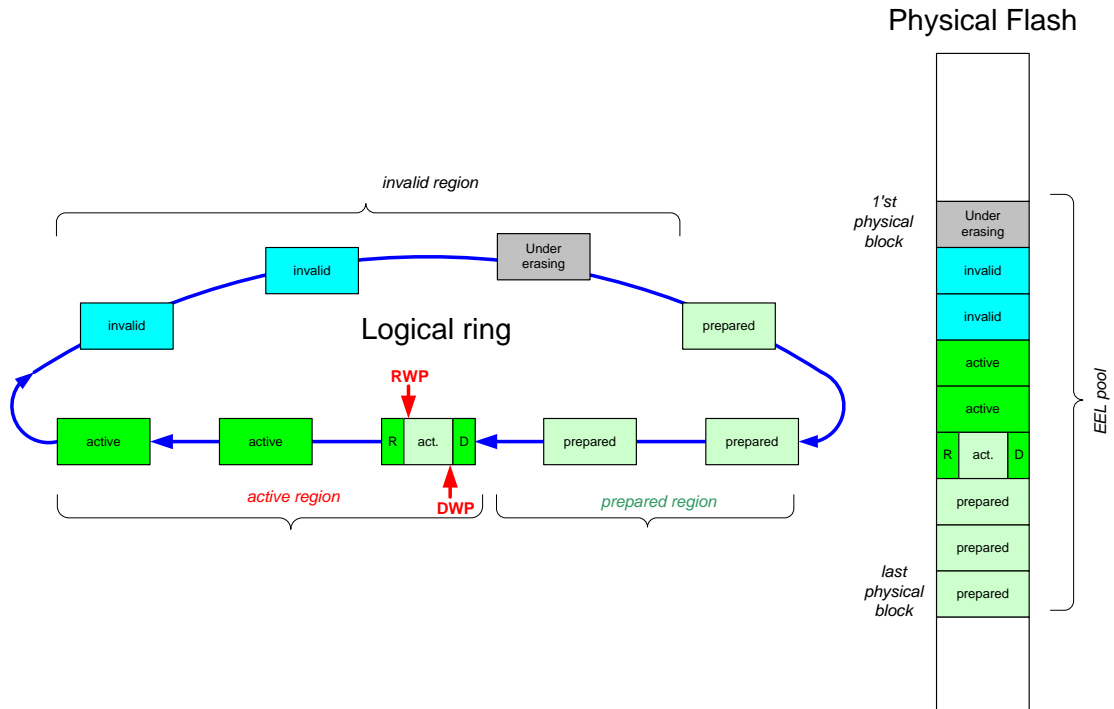 Physical Flash
invalid region
1'st
physical
block
Under
erasing
invalid
invalid
prepared
Logical ring
RWP
active
active
R
act.
D
prepared
prepared
active region
DWP
prepared region
Under
erasing
invalid
invalid
active
active
R
act.
D
prepared
prepared
prepared
EEL pool
last
physical
block